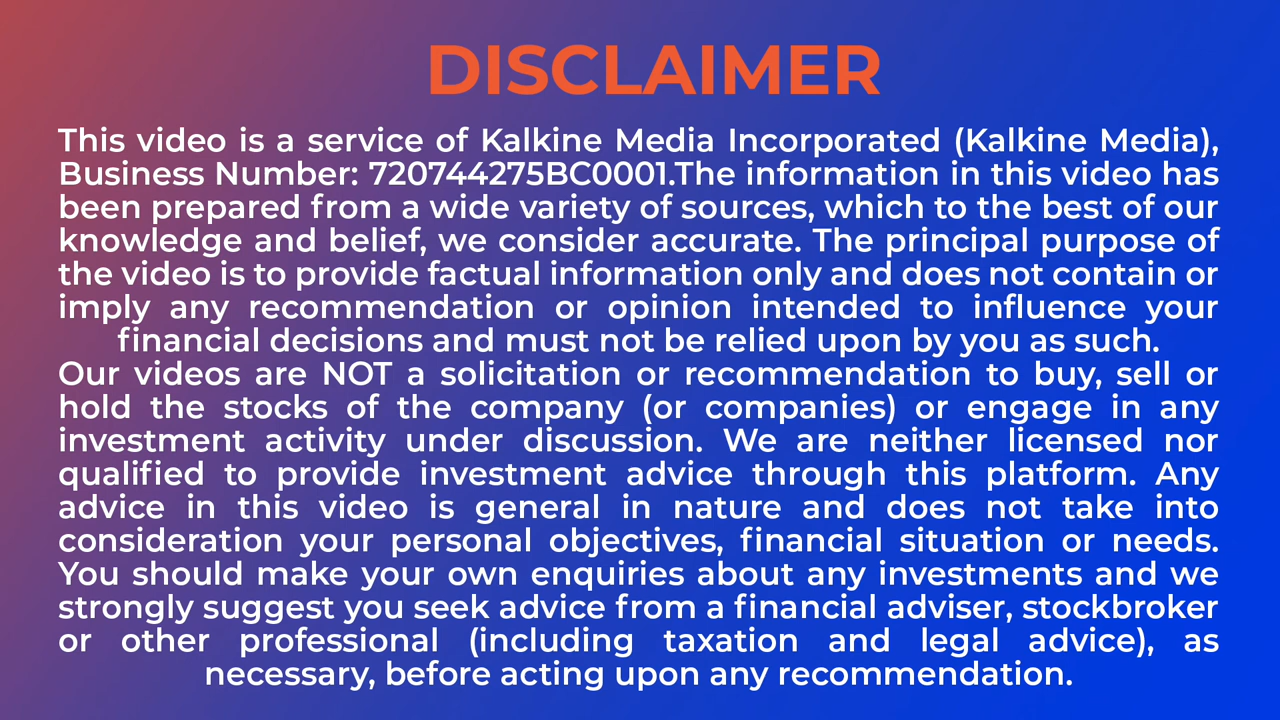 DISCLAIMER
This video is a service of Kalkine Media Incorporated (Kalkine Media),
Business Number: 720744275BC0001.The information in this video has
been prepared from a wide variety of sources, which to the best of our
knowledge and belief, we consider accurate. The principal purpose of
the video is to provide factual information only and does not contain or
imply any recommendation or opinion intended to influence your
financial decisions and must not be relied upon by you as such.
Our videos are NOT a solicitation or recommendation to buy, sell or
hold the stocks of the company (or companies) or engage in any
investment activity under discussion. We are neither licensed nor
qualified to provide investment advice through this platform. Any
advice in this video is general in nature and does not take into
consideration your personal objectives, financial situation or needs.
You should make your own enquiries about any investments and we
strongly suggest you seek advice from a financial adviser, stockbroker
or other professional (including taxation and legal advice), as
necessary, before acting upon any recommendation.